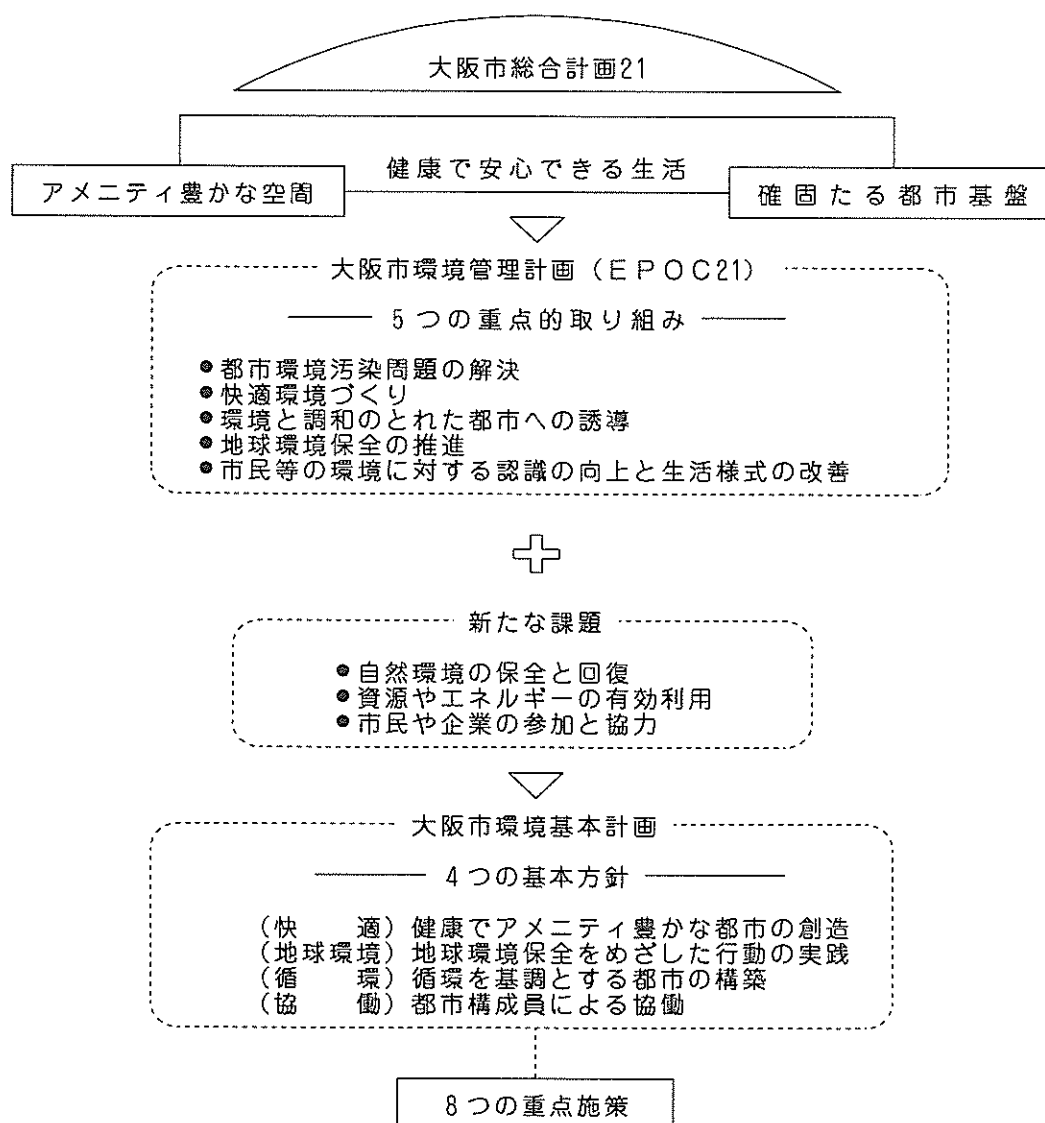 大阪市総合計画21
健康で安心できる生活
アメニティ豊かな空間
確固たる都市基盤
大阪市環境管理計画（EPOC21）
5つの重点的取り組み
●都市環境汚染問題の解決
●快適環境づくり
●環境と調和のとれた都市への誘導
●地球環境保全の推進
●市民等の環境に対する認識の向上と生活様式の改善
新たな課題
●自然環境の保全と回復
●資源やエネルギーの有効利用
●市民や企業の参加と協力
大阪市環境基本計画
4つの基本方針
（快　　適）健康でアメニティ豊かな都市の創造
（地球環境）地球環境保全をめざした行動の実践
（循　　環）循環を基調とする都市の構築
（協　　働）都市構成員による協働
8つの重点施策